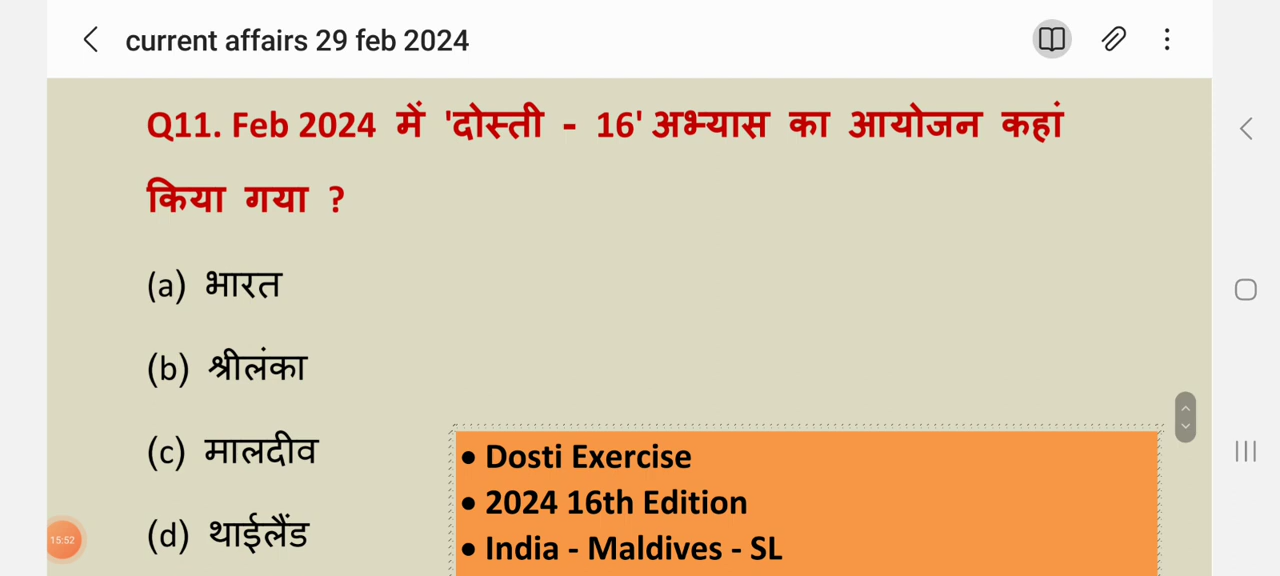 current affairs 29 feb 2024
Q11. Feb 2024 में 'दोस्ती - 16' अभ्यास का आयोजन कहां
किया गया ?
(a) भारत
(b) श्रीलंका
(c) मालदीव
(d) थाईलैंड
• Dosti Exercise
• 2024 16th Edition
• India - Maldives - SL
15:52